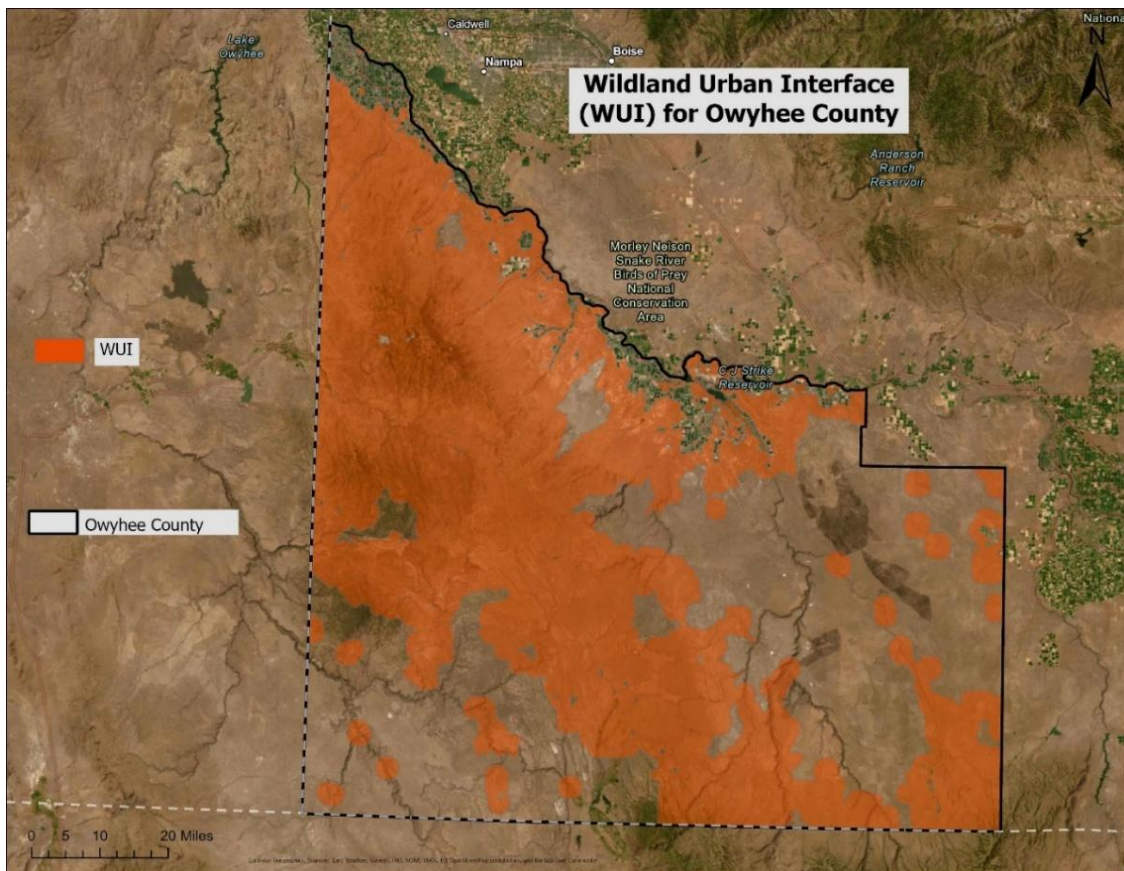 Caldwell
National
N
Lake
Owyhee
Boise
Nampa
Wildland Urban Interface
(WUI) for Owyhee County
Anderson
Ranch
Reservoir
Morley Nelson
Snake River
Birds of Prey
National
Conservation
Area
WUI
C J Strike
Reservoir
Owyhee County
0 5 10 20 Miles